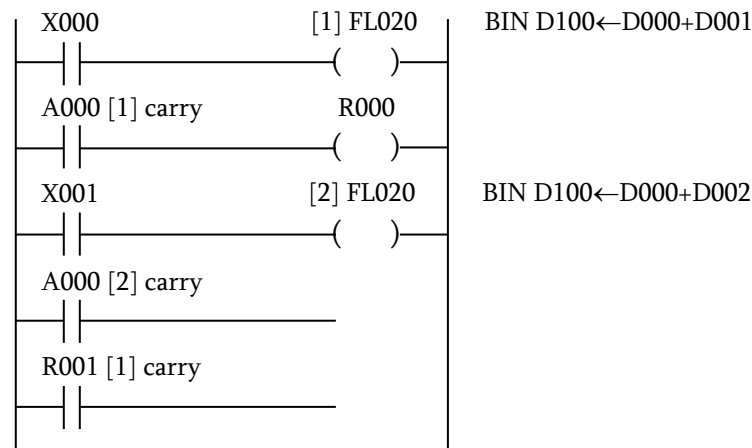 X000 [1] FL020 BIN D100←D000+D001
A000 [1] carry R000
X001 [2] FL020 BIN D100←D000+D002
A000 [2] carry
R001 [1] carry